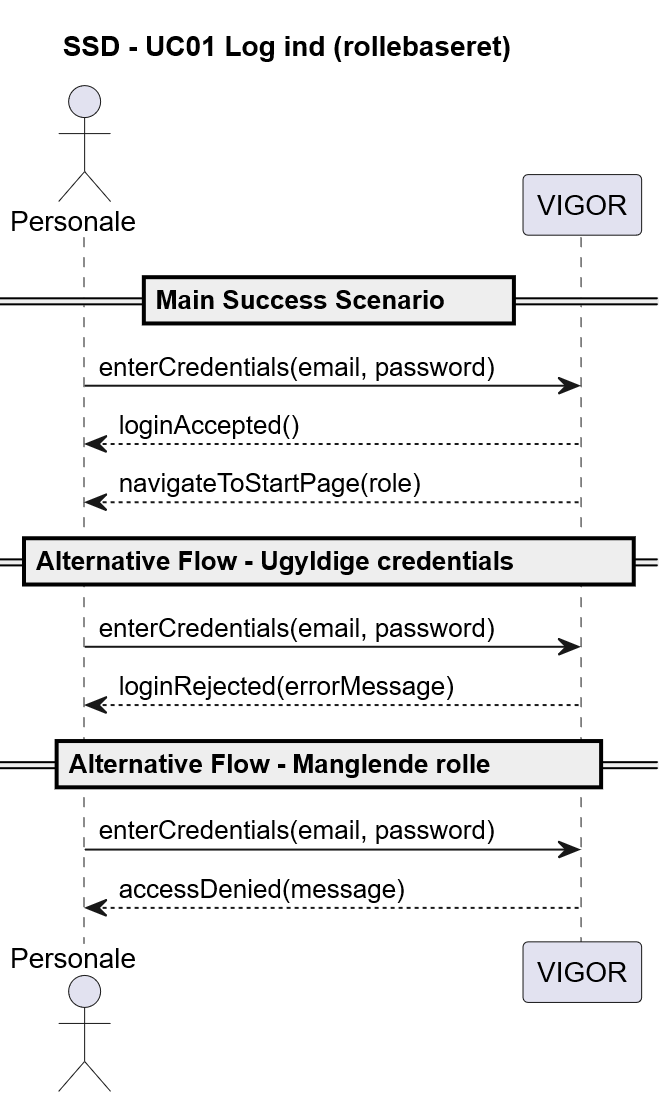 SSD - UC01 Log ind (rollebaseret)
Personale
VIGOR
Main Success Scenario
enterCredentials(email, password)
loginAccepted()
navigateToStartPage(role)
Alternative Flow - Ugyldige credentials
enterCredentials(email, password)
loginRejected(errorMessage)
Alternative Flow - Manglende rolle
enterCredentials(email, password)
accessDenied(message)
Personale
VIGOR